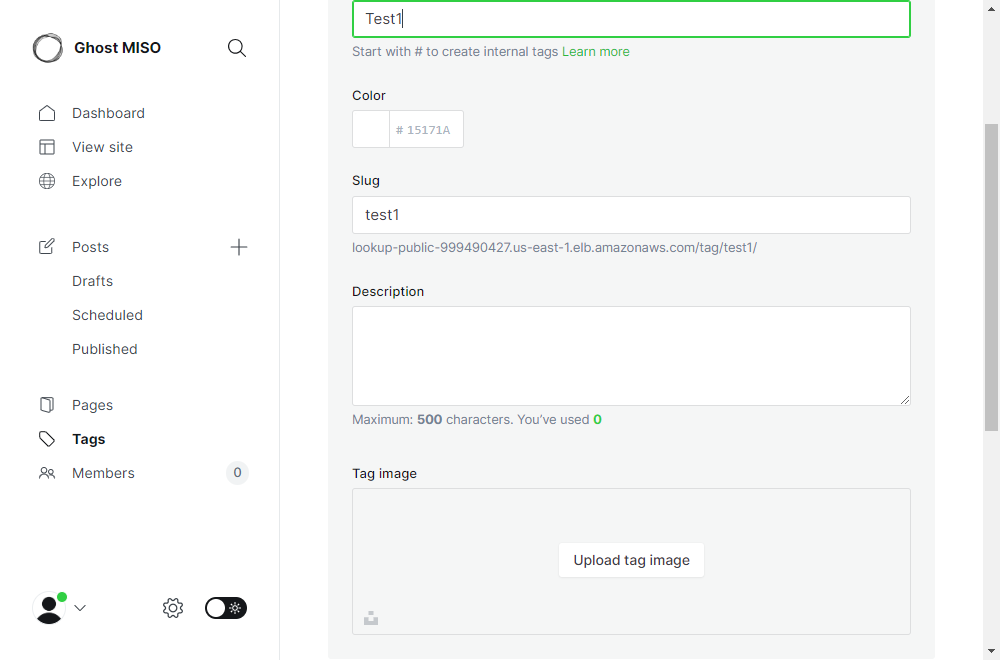 Ghost MISO
Dashboard
View site
Explore
Posts
Drafts
Scheduled
Published
Pages
Tags
Members
0
Test1
Start with # to create internal tags Learn more
Color
# 15171A
Slug
test1
lookup-public-999490427.us-east-1.elb.amazonaws.com/tag/test1/
Description
Maximum: 500 characters. You’ve used 0
Tag image
Upload tag image